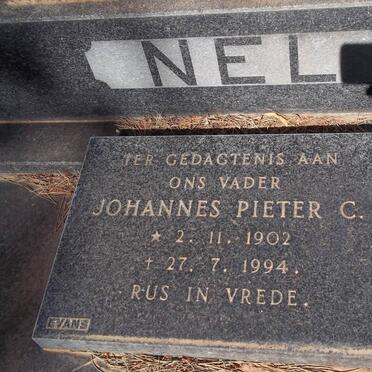 NEL
TER GEDAGTENIS AAN
ONS VADER
JOHANNES PIETER C.
★ 2. 11. 1902
† 27. 7. 1994.
RUS IN VREDE.
EVANS